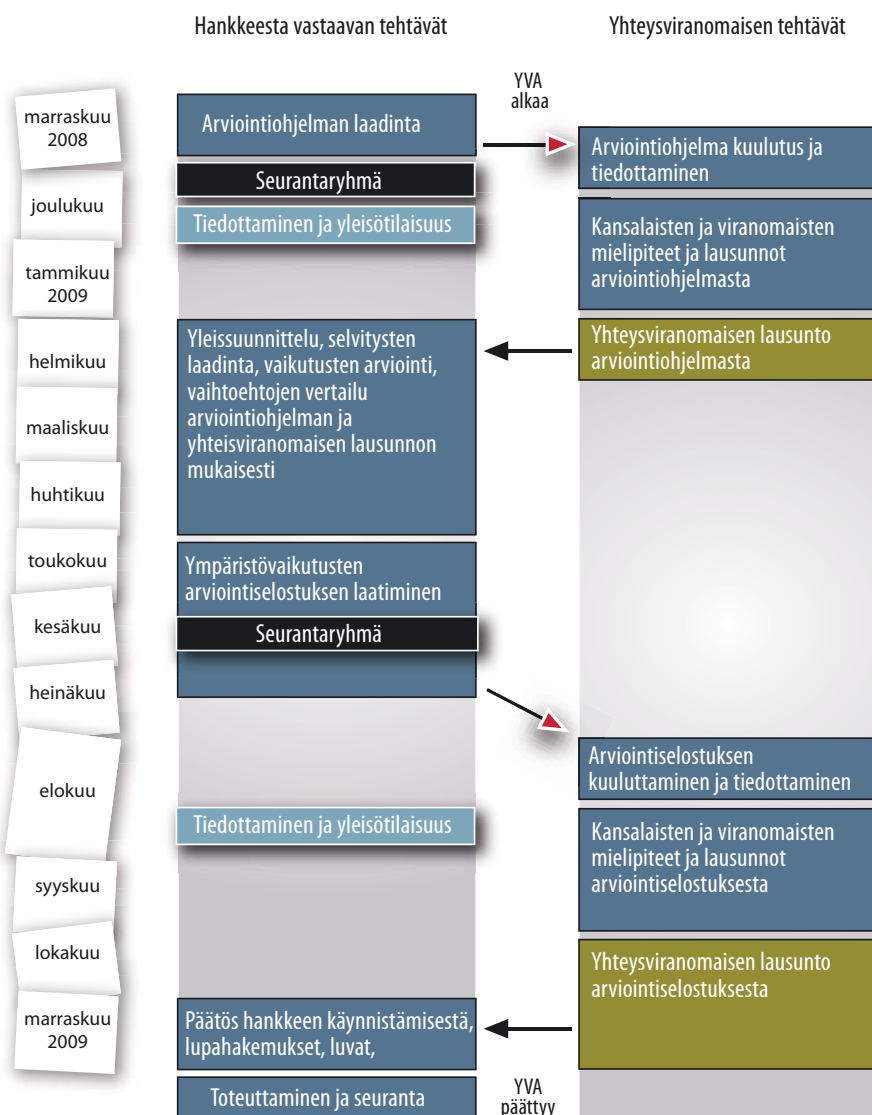 Hankkeesta vastaavan tehtävät
Yhteysviranomaisen tehtävät
YVA
alkaa
marraskuu
2008
joulukuu
tammikuu
2009
helmikuu
maaliskuu
huhtikuu
toukokuu
kesäkuu
heinäkuu
elokuu
syyskuu
lokakuu
marraskuu
2009
Arviointiohjelman laadinta
Seurantaryhmä
Tiedottaminen ja yleisötilaisuus
Yleissuunnittelu, selvitysten
laadinta, vaikutusten arviointi,
vaihtoehtojen vertailu
arviointiohjelman ja
yhteisviranomaisen lausunnon
mukaisesti
Ympäristövaikutusten
arviointiselostuksen laatiminen
Seurantaryhmä
Tiedottaminen ja yleisötilaisuus
Päätös hankkeen käynnistämisestä,
lupahakemukset, luvat,
Toteuttaminen ja seuranta
Arviointiohjelma kuulutus ja
tiedottaminen
Kansalaisten ja viranomaisten
mielipiteet ja lausunnot
arviointiohjelmasta
Yhteysviranomaisen lausunto
arviointiohjelmasta
Arviointiselostuksen
kuuluttaminen ja tiedottaminen
Kansalaisten ja viranomaisten
mielipiteet ja lausunnot
arviointiselostuksesta
Yhteysviranomaisen lausunto
arviointiselostuksesta
YVA
päättyy